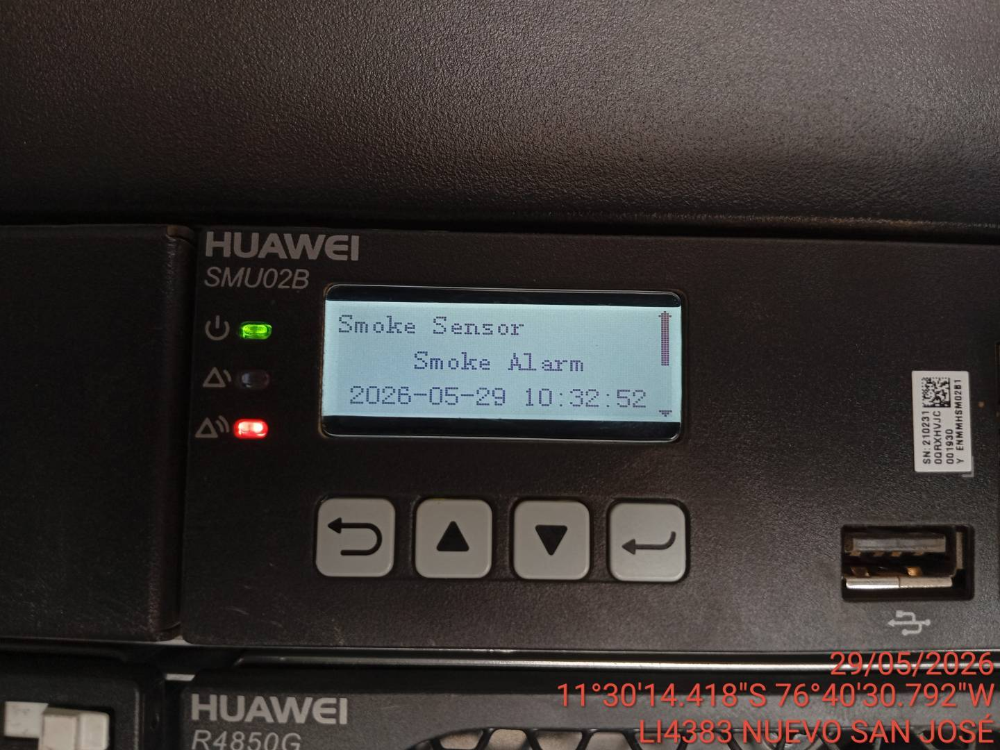 HUAWEI
SMU02B
Smoke Sensor
Smoke Alarm
2026-05-29 10:32:52
SN:210231
0QRXHVJC
001930
Y ENMMHSM02B1
HUAWEI
R4850G
29/05/2026
11°30'14.418"S 76°40'30.792"W
LI4383 NUEVO SAN JOSÉ